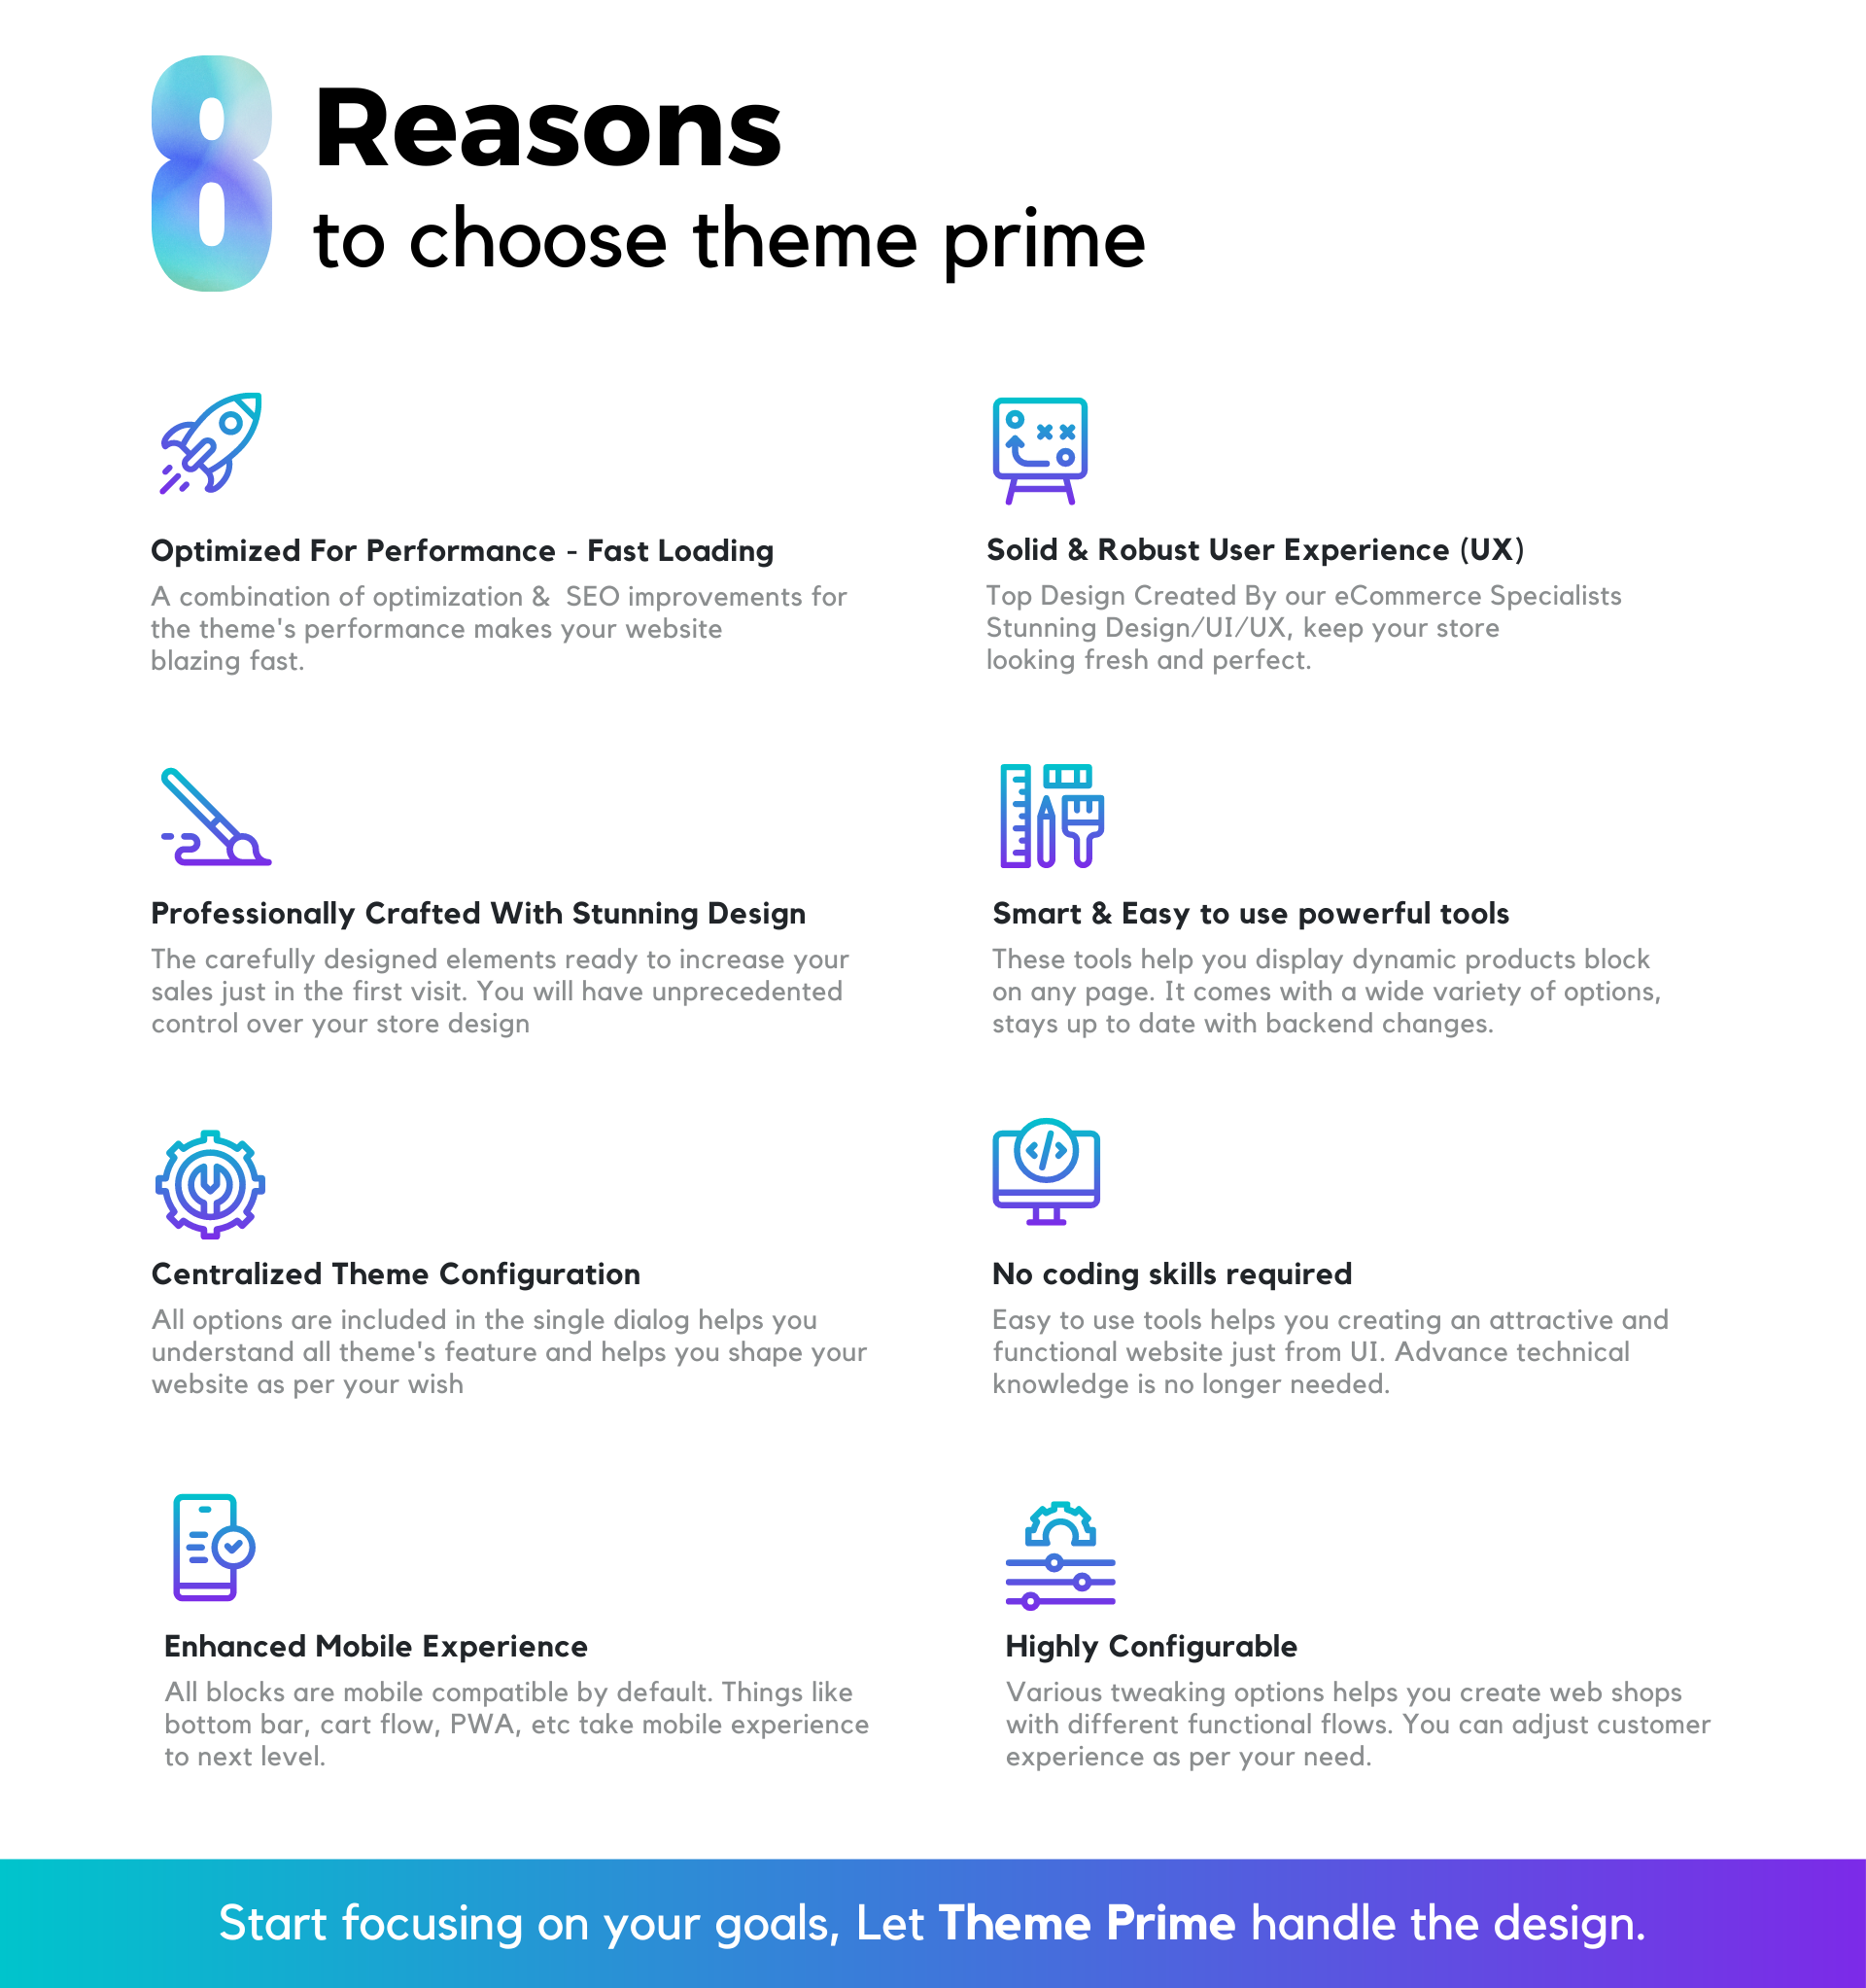 8 Reasons
to choose theme prime
Optimized For Performance - Fast Loading
A combination of optimization & SEO improvements for
the theme's performance makes your website
blazing fast.
Solid & Robust User Experience (UX)
Top Design Created By our eCommerce Specialists
Stunning Design/UI/UX, keep your store
looking fresh and perfect.
Professionally Crafted With Stunning Design
The carefully designed elements ready to increase your
sales just in the first visit. You will have unprecedented
control over your store design
Smart & Easy to use powerful tools
These tools help you display dynamic products block
on any page. It comes with a wide variety of options,
stays up to date with backend changes.
Centralized Theme Configuration
All options are included in the single dialog helps you
understand all theme's feature and helps you shape your
website as per your wish
No coding skills required
Easy to use tools helps you creating an attractive and
functional website just from UI. Advance technical
knowledge is no longer needed.
Enhanced Mobile Experience
All blocks are mobile compatible by default. Things like
bottom bar, cart flow, PWA, etc take mobile experience
to next level.
Highly Configurable
Various tweaking options helps you create web shops
with different functional flows. You can adjust customer
experience as per your need.
Start focusing on your goals, Let Theme Prime handle the design.